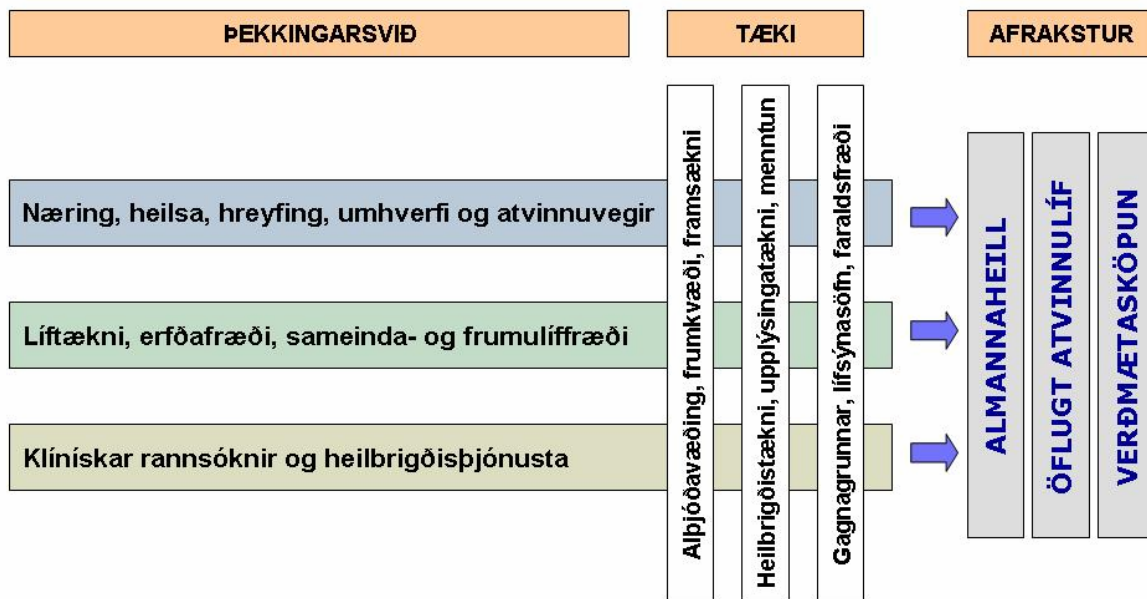 ÞEKKINGARSVIÐ
TÆKI
AFRAKSTUR
Næring, heilsa, hreyfing, umhverfi og atvinnuvegir
Líftækni, erfðafræði, sameinda- og frumulíffræði
Klínískar rannsóknir og heilbrigðisþjónusta
Alþjóðavæðing, frumkvæði, framsækni
Heilbrigðistækni, upplýsingatækni, menntun
Gagnagrunnar, lífsýnasöfn, faraldsfræði
ALMANNAHEILL
ÖFLUGT ATVINNULÍF
VERÐMÆTASKÖPUN